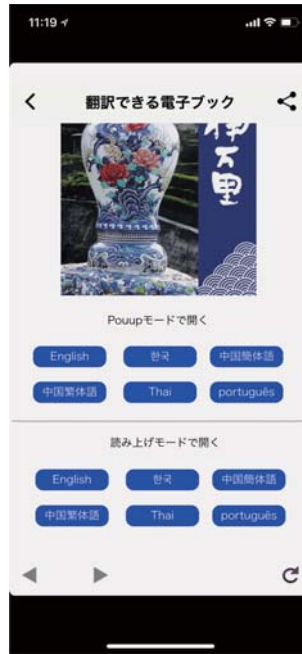 11:19
翻訳できる電子ブック
伊万里
Pouupモードで開く
English 한국 中国簡体語
中国繁体語 Thai português
読み上げモードで開く
English 한국 中国簡体語
中国繁体語 Thai português